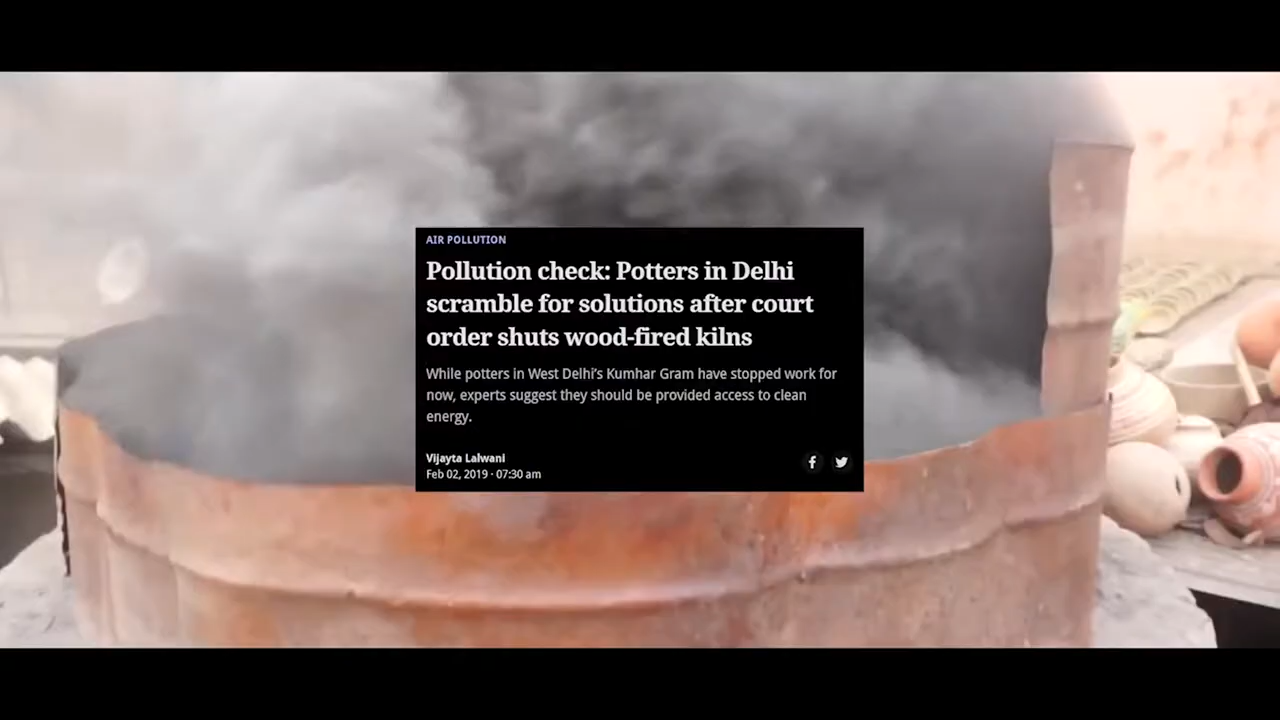 AIR POLLUTION
Pollution check: Potters in Delhi
scramble for solutions after court
order shuts wood-fired kilns
While potters in West Delhi's Kumhar Gram have stopped work for
now, experts suggest they should be provided access to clean
energy.
Vijayta Lalwani
Feb 02, 2019 · 07:30 am